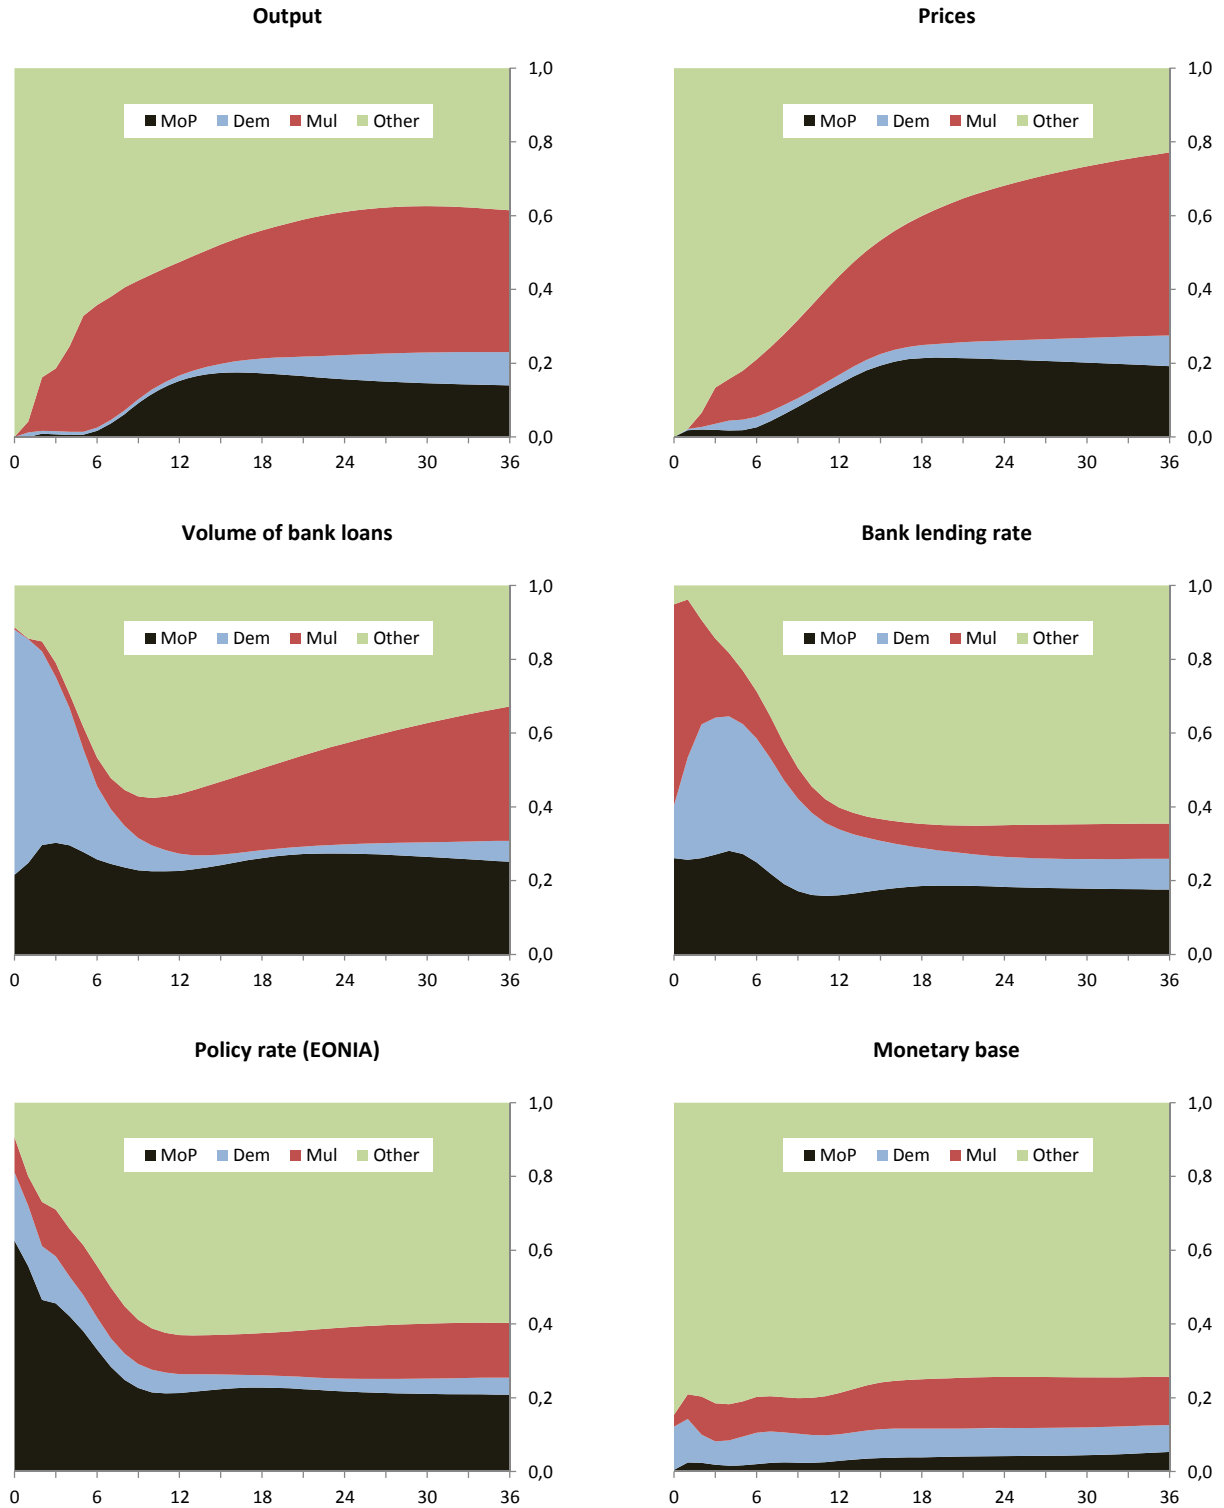 Output
Prices
1,0
0,8
0,6
0,4
0,2
0,0
MoP Dem Mul Other
0 6 12 18 24 30 36
1,0
0,8
0,6
0,4
0,2
0,0
MoP Dem Mul Other
0 6 12 18 24 30 36
Volume of bank loans
Bank lending rate
1,0
0,8
0,6
0,4
0,2
0,0
MoP Dem Mul Other
0 6 12 18 24 30 36
1,0
0,8
0,6
0,4
0,2
0,0
MoP Dem Mul Other
0 6 12 18 24 30 36
Policy rate (EONIA)
Monetary base
1,0
0,8
0,6
0,4
0,2
0,0
MoP Dem Mul Other
0 6 12 18 24 30 36
1,0
0,8
0,6
0,4
0,2
0,0
MoP Dem Mul Other
0 6 12 18 24 30 36